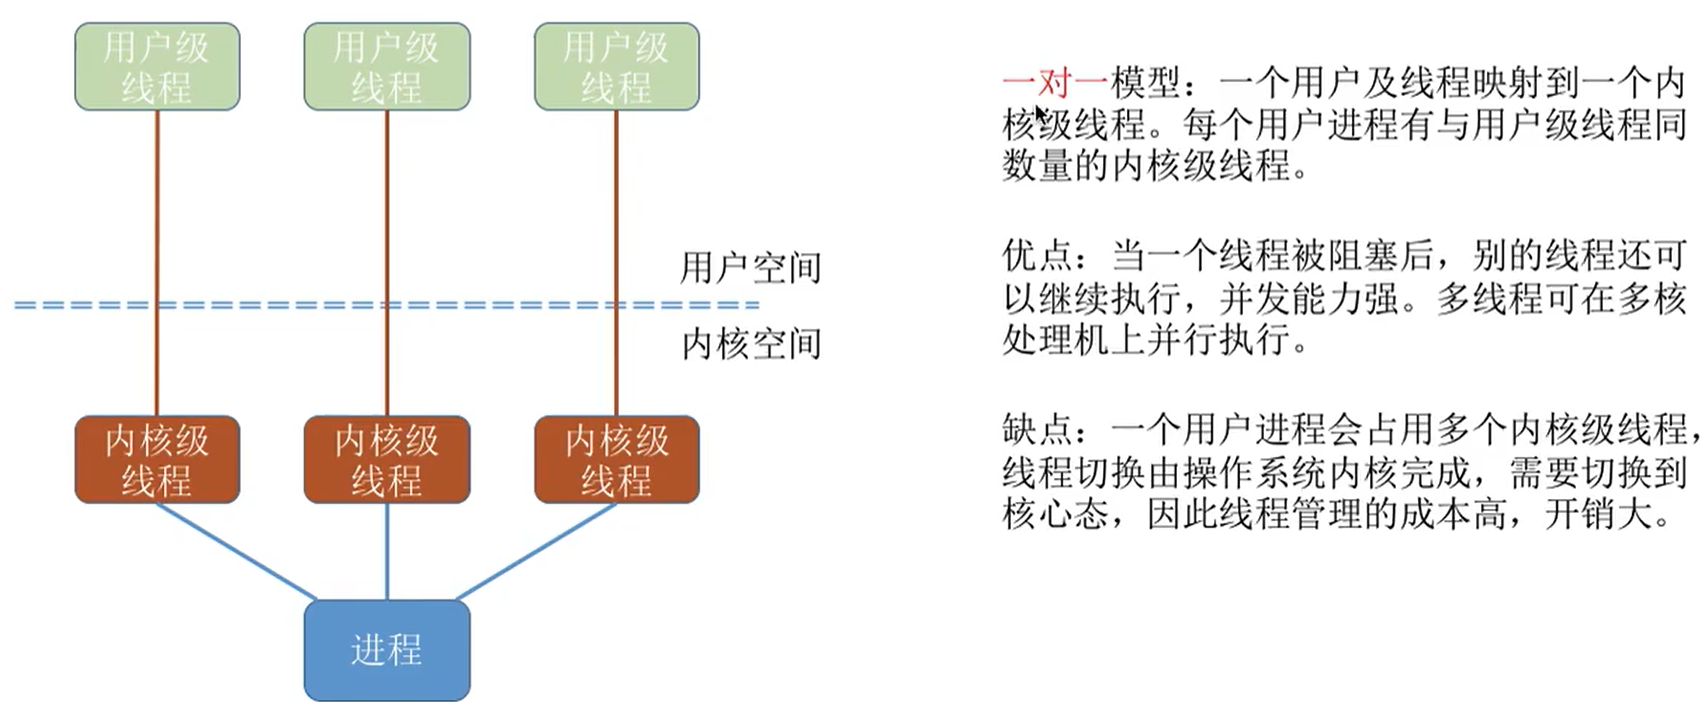 用户级
线程
用户级
线程
用户级
线程
用户空间
内核空间
内核级
线程
内核级
线程
内核级
线程
进程
一对一模型：一个用户及线程映射到一个内
核级线程。每个用户进程有与用户级线程同
数量的内核级线程。
优点：当一个线程被阻塞后，别的线程还可
以继续执行，并发能力强。多线程可在多核
处理机上并行执行。
缺点：一个用户进程会占用多个内核级线程，
线程切换由操作系统内核完成，需要切换到
核心态，因此线程管理的成本高，开销大。